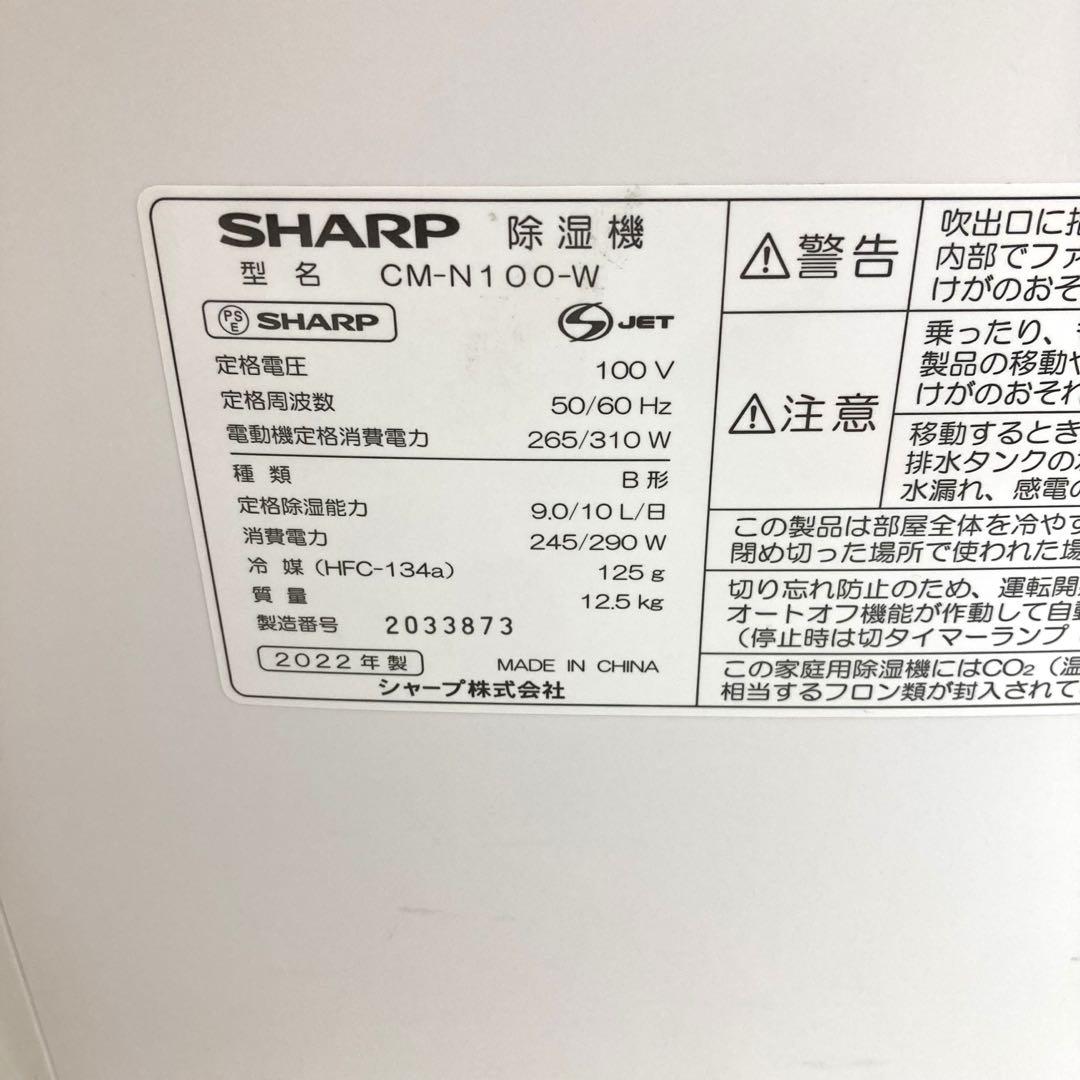 SHARP 除湿機
型名 CM-N100-W
PSE SHARP
S JET
定格電圧 100 V
定格周波数 50/60 Hz
電動機定格消費電力 265/310 W
種類 B形
定格除湿能力 9.0/10 L/日
消費電力 245/290 W
冷媒(HFC-134a) 125 g
質量 12.5 kg
製造番号 2033873
2022年製 MADE IN CHINA
シャープ株式会社
⚠警告
吹出口に
内部でファ
けがのおそ
⚠注意
乗ったり、
製品の移動や
けがのおそれ
移動するとき
排水タンクの
水漏れ、感電の
この製品は部屋全体を冷やす
閉め切った場所で使われた場
切り忘れ防止のため、運転開
オートオフ機能が作動して自動
(停止時は切タイマーランプ
この家庭用除湿機にはCO₂(温
相当するフロン類が封入されて